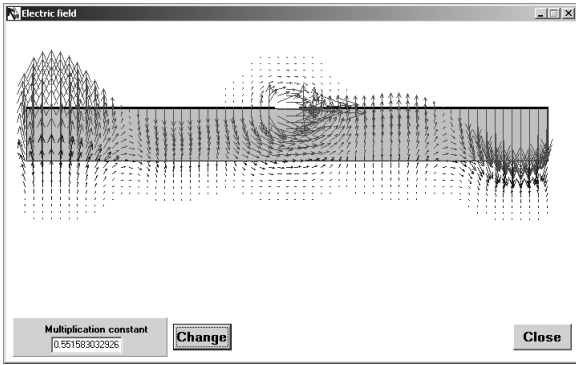 Electric field
Multiplication constant
0.551583032926
Change
Close